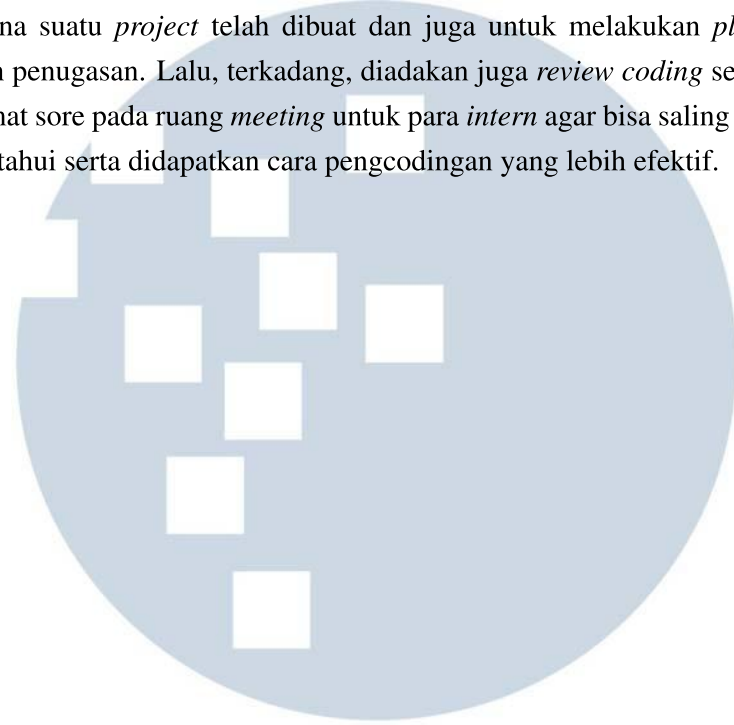 na suatu project telah dibuat dan juga untuk melakukan pl
penugasan. Lalu, terkadang, diadakan juga review coding se
at sore pada ruang meeting untuk para intern agar bisa saling
tahui serta didapatkan cara pengcodingan yang lebih efektif.